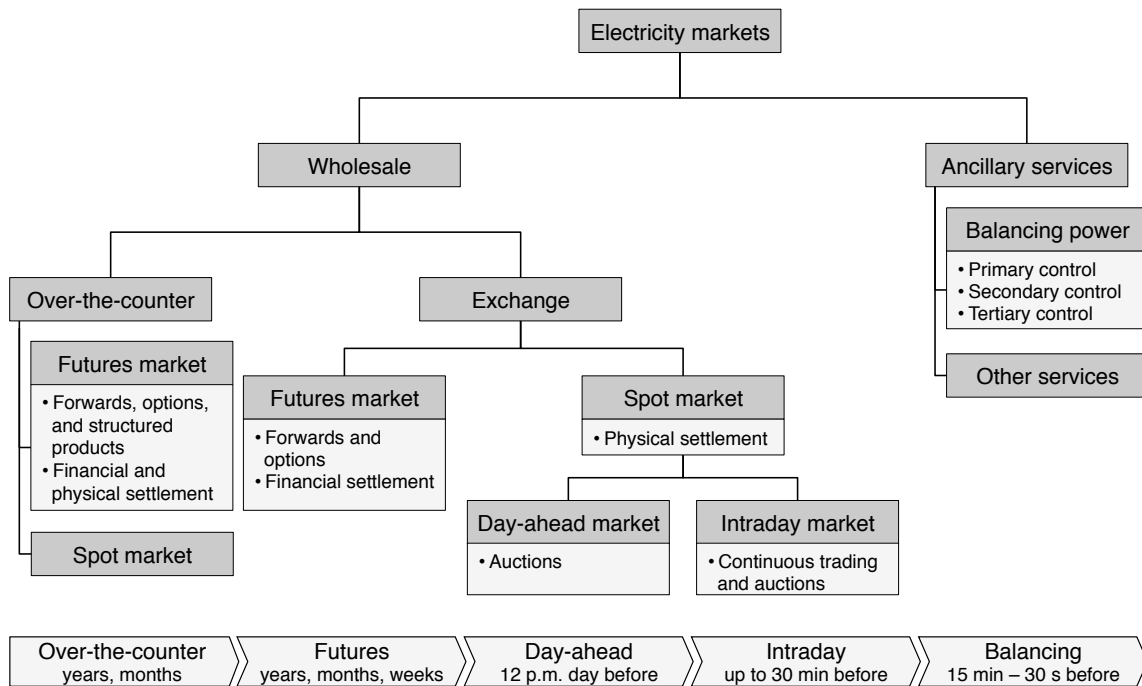 Electricity markets
Wholesale
Ancillary services
Balancing power
• Primary control
• Secondary control
• Tertiary control
Other services
Over-the-counter
Exchange
Futures market
• Forwards, options,
and structured
products
• Financial and
physical settlement
Spot market
Futures market
• Forwards and
options
• Financial settlement
Spot market
• Physical settlement
Day-ahead market
• Auctions
Intraday market
• Continuous trading
and auctions
Over-the-counter
years, months
Futures
years, months, weeks
Day-ahead
12 p.m. day before
Intraday
up to 30 min before
Balancing
15 min – 30 s before